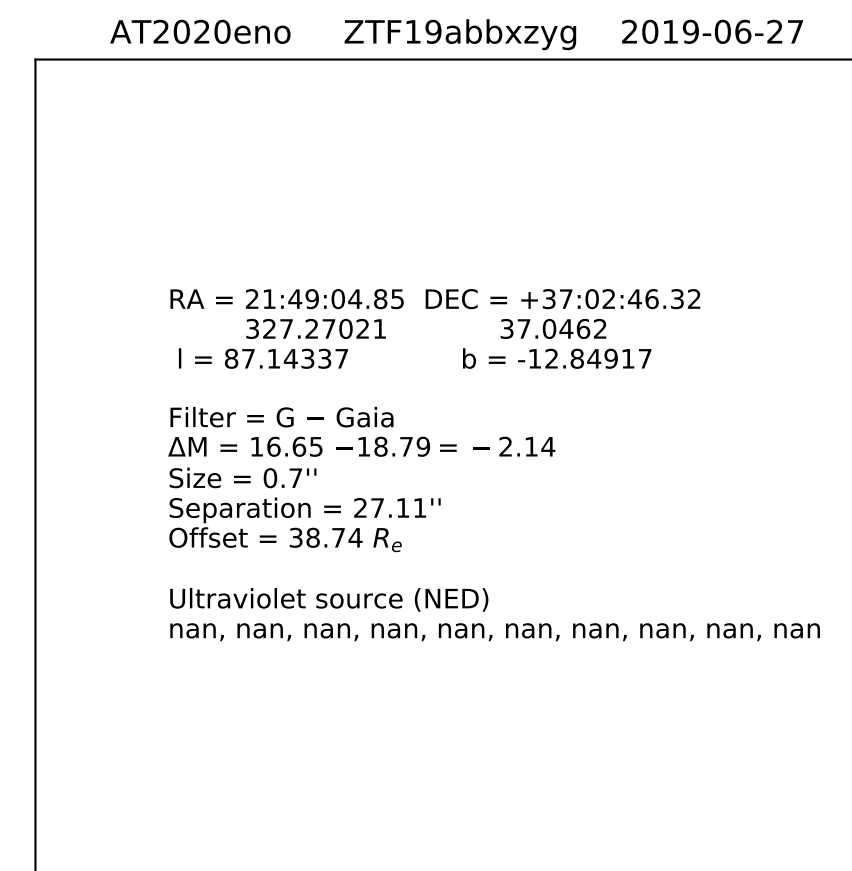 AT2020eno ZTF19abbxzyg 2019-06-27
RA = 21:49:04.85 DEC = +37:02:46.32
327.27021 37.0462
l = 87.14337 b = -12.84917
Filter = G − Gaia
ΔM = 16.65 −18.79 = − 2.14
Size = 0.7''
Separation = 27.11''
Offset = 38.74 Re
Ultraviolet source (NED)
nan, nan, nan, nan, nan, nan, nan, nan, nan, nan